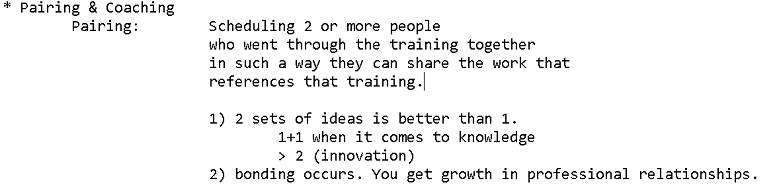 * Pairing & Coaching
Pairing: Scheduling 2 or more people
who went through the training together
in such a way they can share the work that
references that training.
1) 2 sets of ideas is better than 1.
1+1 when it comes to knowledge
> 2 (innovation)
2) bonding occurs. You get growth in professional relationships.